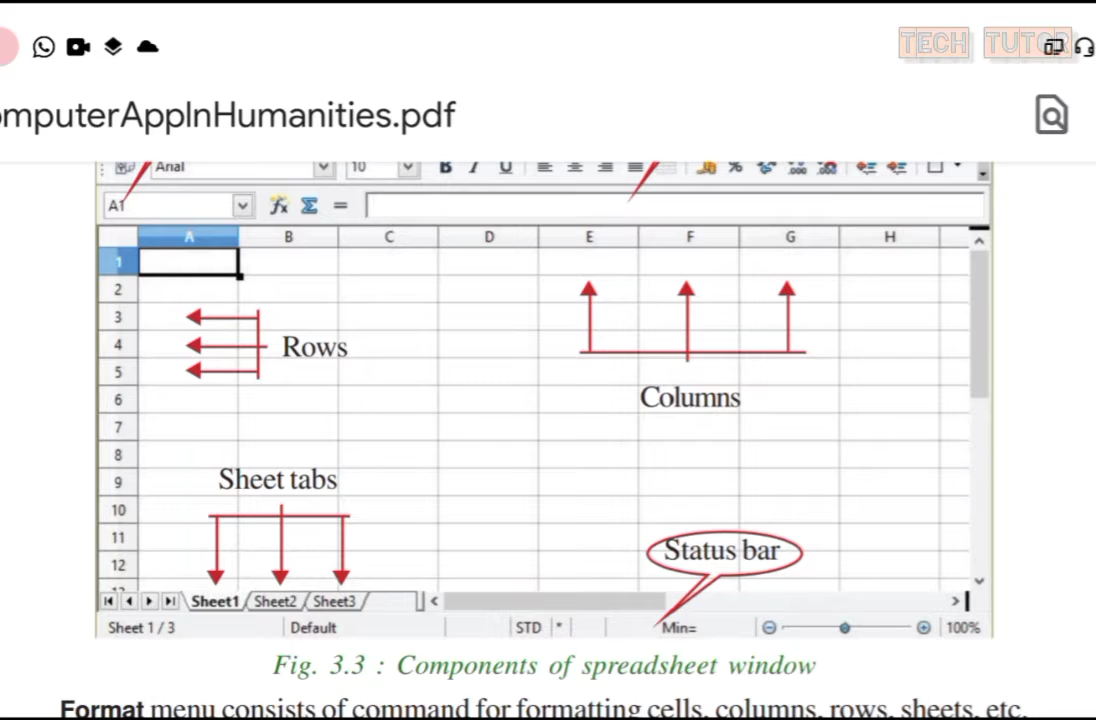 TECH TUTOR
omputerAppInHumanities.pdf
Arial 10 B I U
A1 fx Σ =
A B C D E F G H
1
2
3
4 Rows
5
6 Columns
7
8
9 Sheet tabs
10
11 Status bar
12
Sheet1 Sheet2 Sheet3
Sheet 1 / 3 Default STD * Min= 100%
Fig. 3.3 : Components of spreadsheet window
Format menu consists of command for formatting cells, columns, rows, sheets, etc.